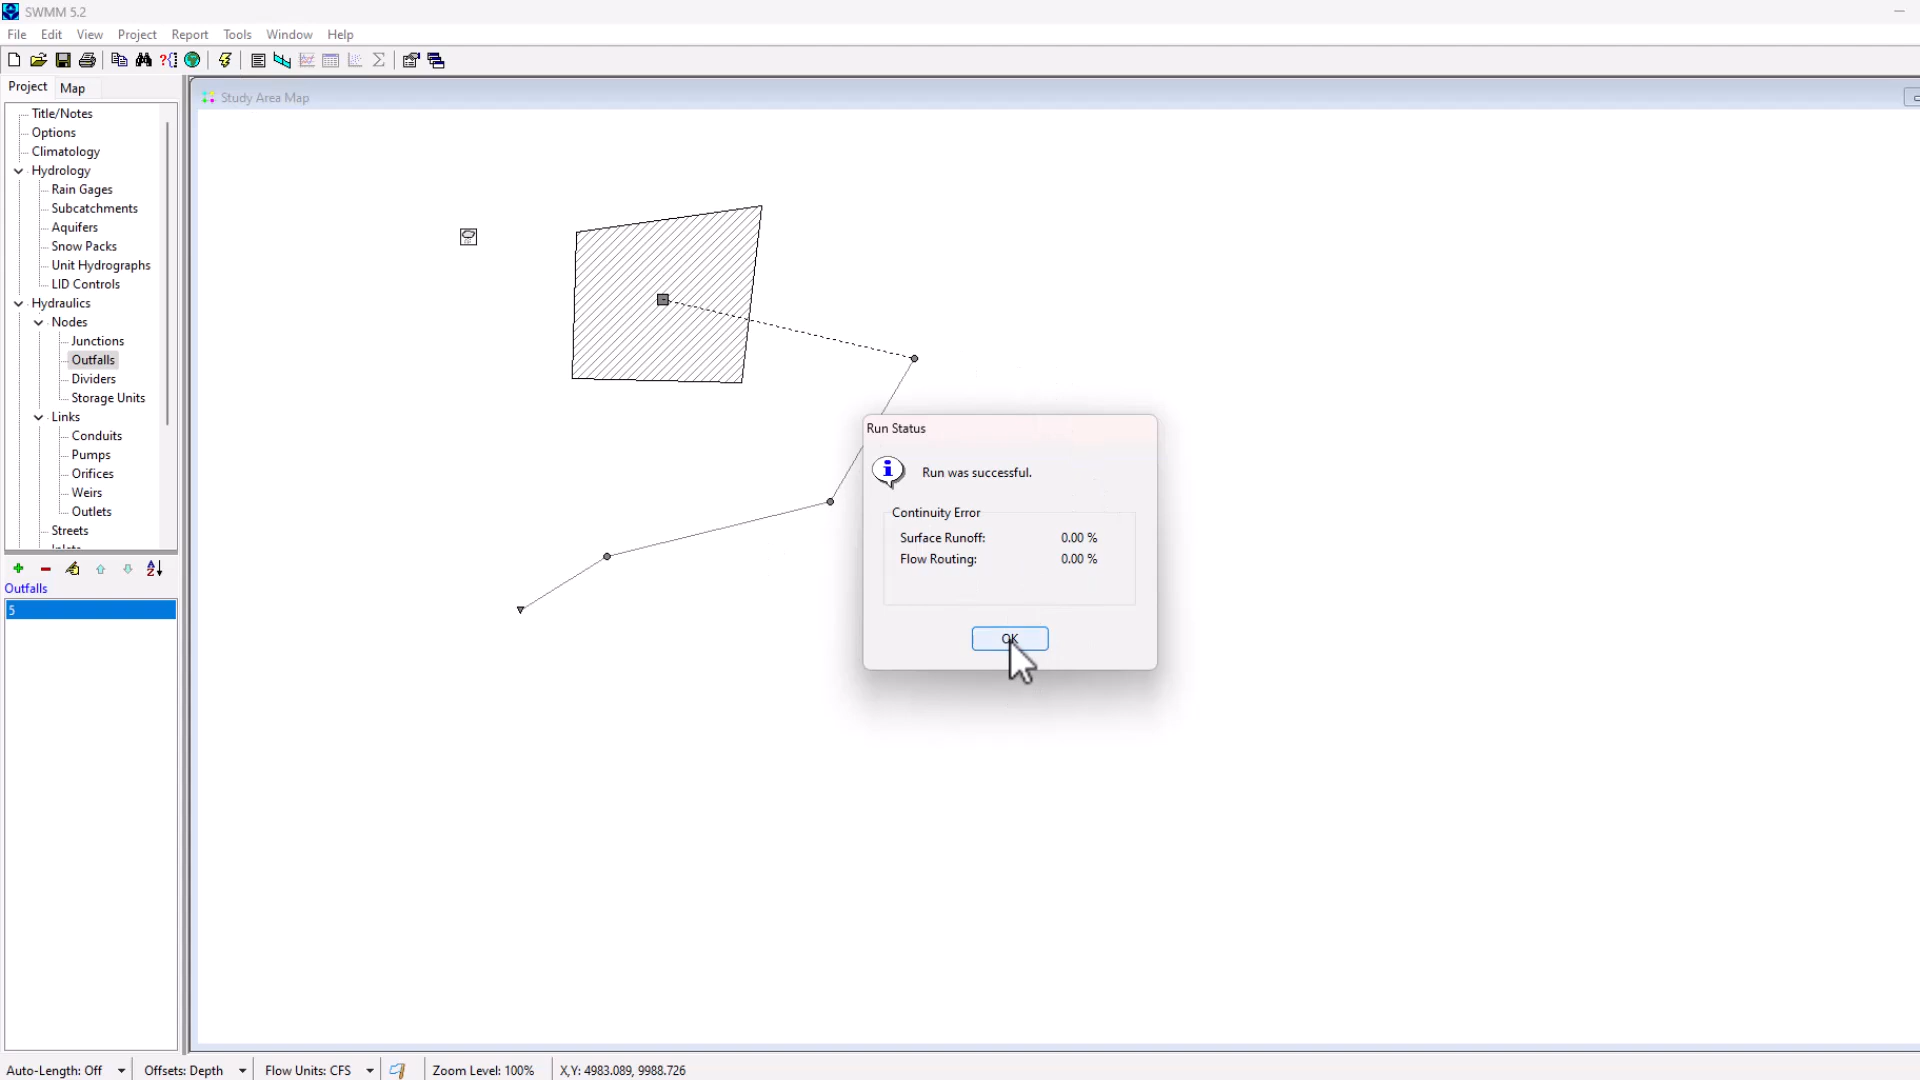 SWMM 5.2
File Edit View Project Report Tools Window Help
Project Map
Study Area Map
Title/Notes
Options
Climatology
Hydrology
Rain Gages
Subcatchments
Aquifers
Snow Packs
Unit Hydrographs
LID Controls
Hydraulics
Nodes
Junctions
Outfalls
Dividers
Storage Units
Links
Conduits
Pumps
Orifices
Weirs
Outlets
Streets
Outfalls
5
Run Status
Run was successful.
Continuity Error
Surface Runoff: 0.00 %
Flow Routing: 0.00 %
OK
Auto-Length: Off Offsets: Depth Flow Units: CFS Zoom Level: 100% X,Y: 4983.089, 9988.726